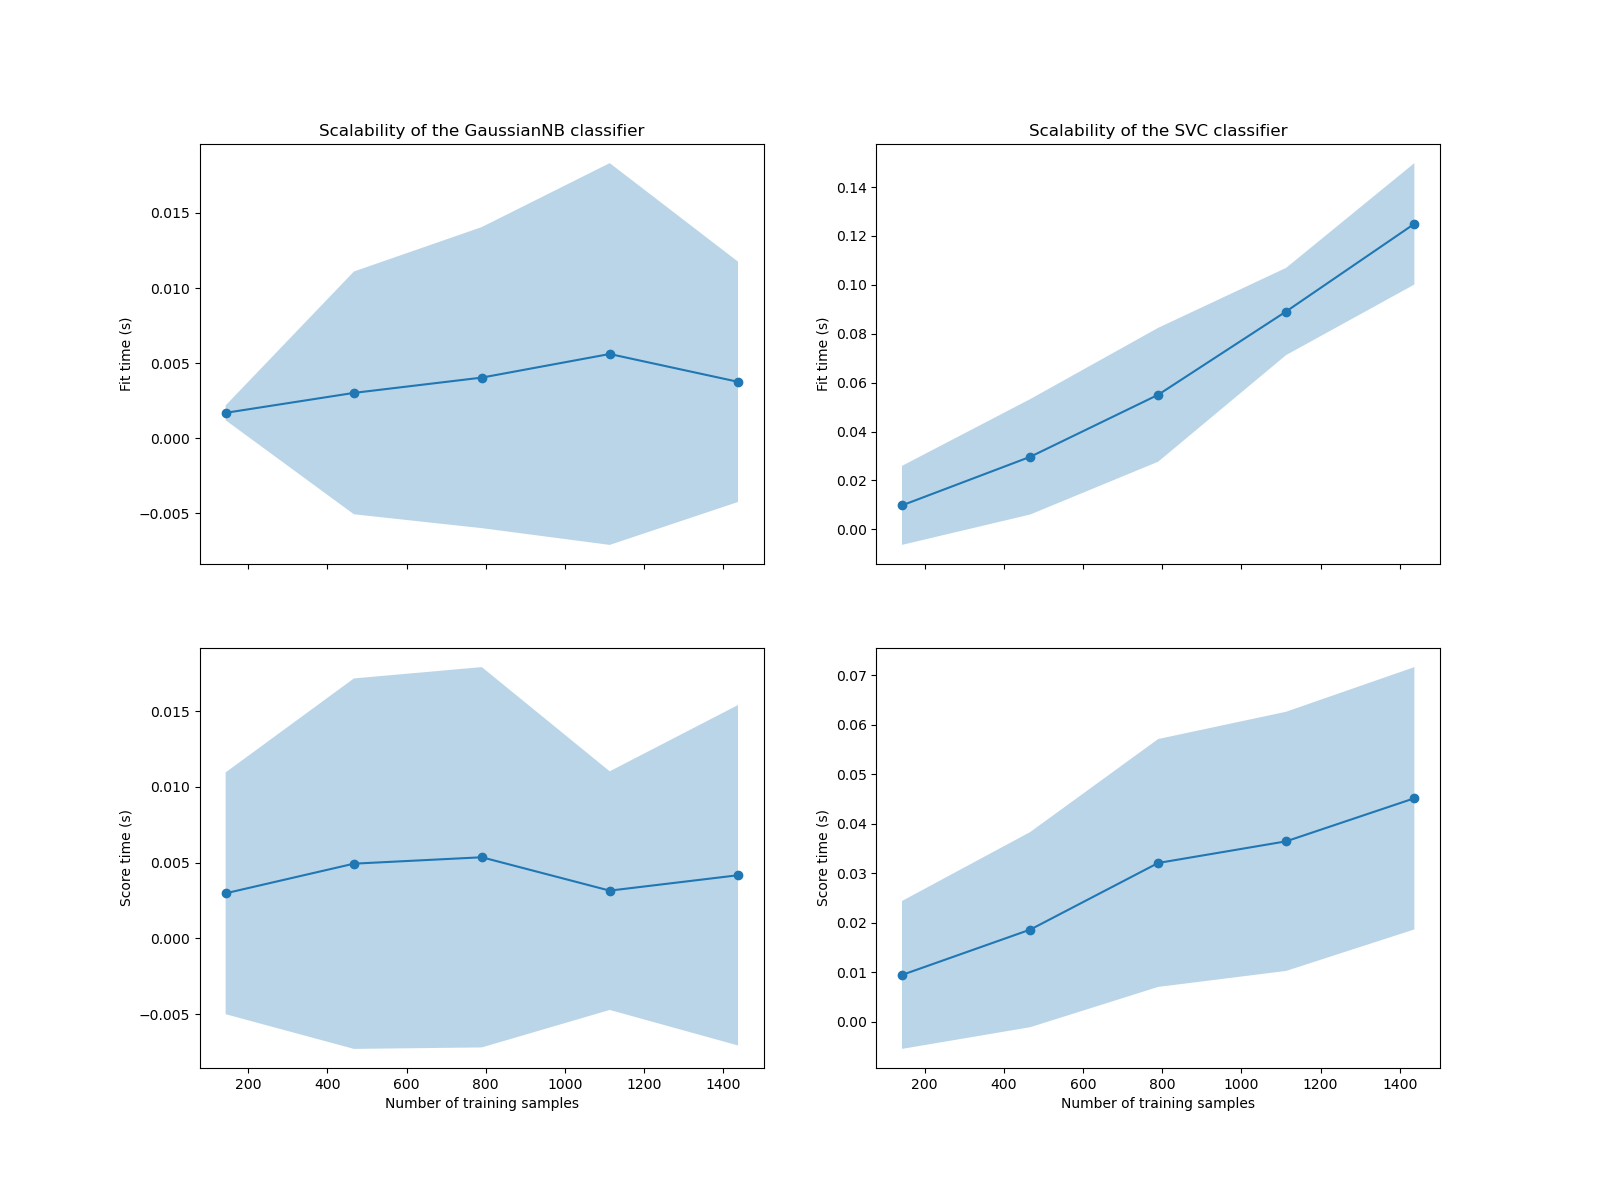 Scalability of the GaussianNB classifier
Fit time (s)
0.015
0.010
0.005
0.000
−0.005
Scalability of the SVC classifier
Fit time (s)
0.14
0.12
0.10
0.08
0.06
0.04
0.02
0.00
Score time (s)
0.015
0.010
0.005
0.000
−0.005
200 400 600 800 1000 1200 1400
Number of training samples
Score time (s)
0.07
0.06
0.05
0.04
0.03
0.02
0.01
0.00
200 400 600 800 1000 1200 1400
Number of training samples